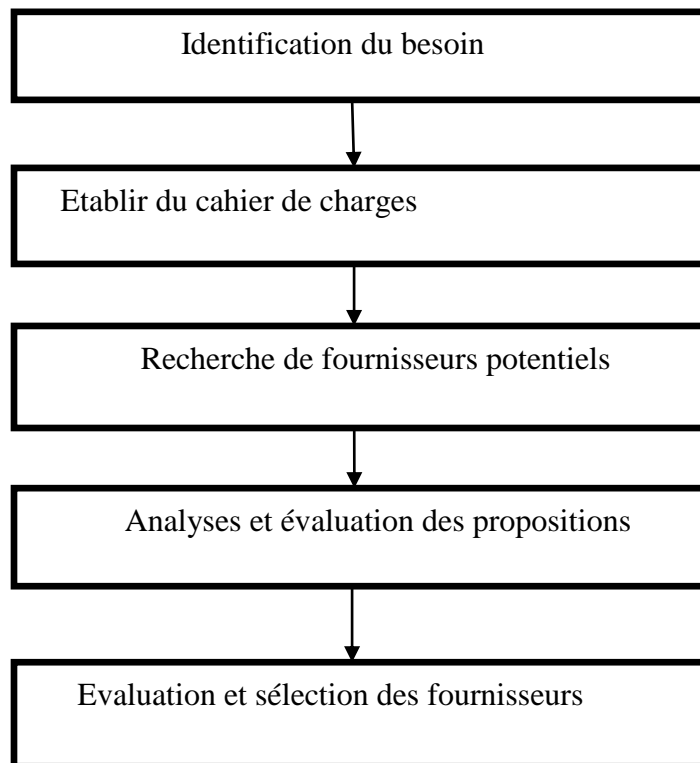 Identification du besoin
Etablir du cahier de charges
Recherche de fournisseurs potentiels
Analyses et évaluation des propositions
Evaluation et sélection des fournisseurs